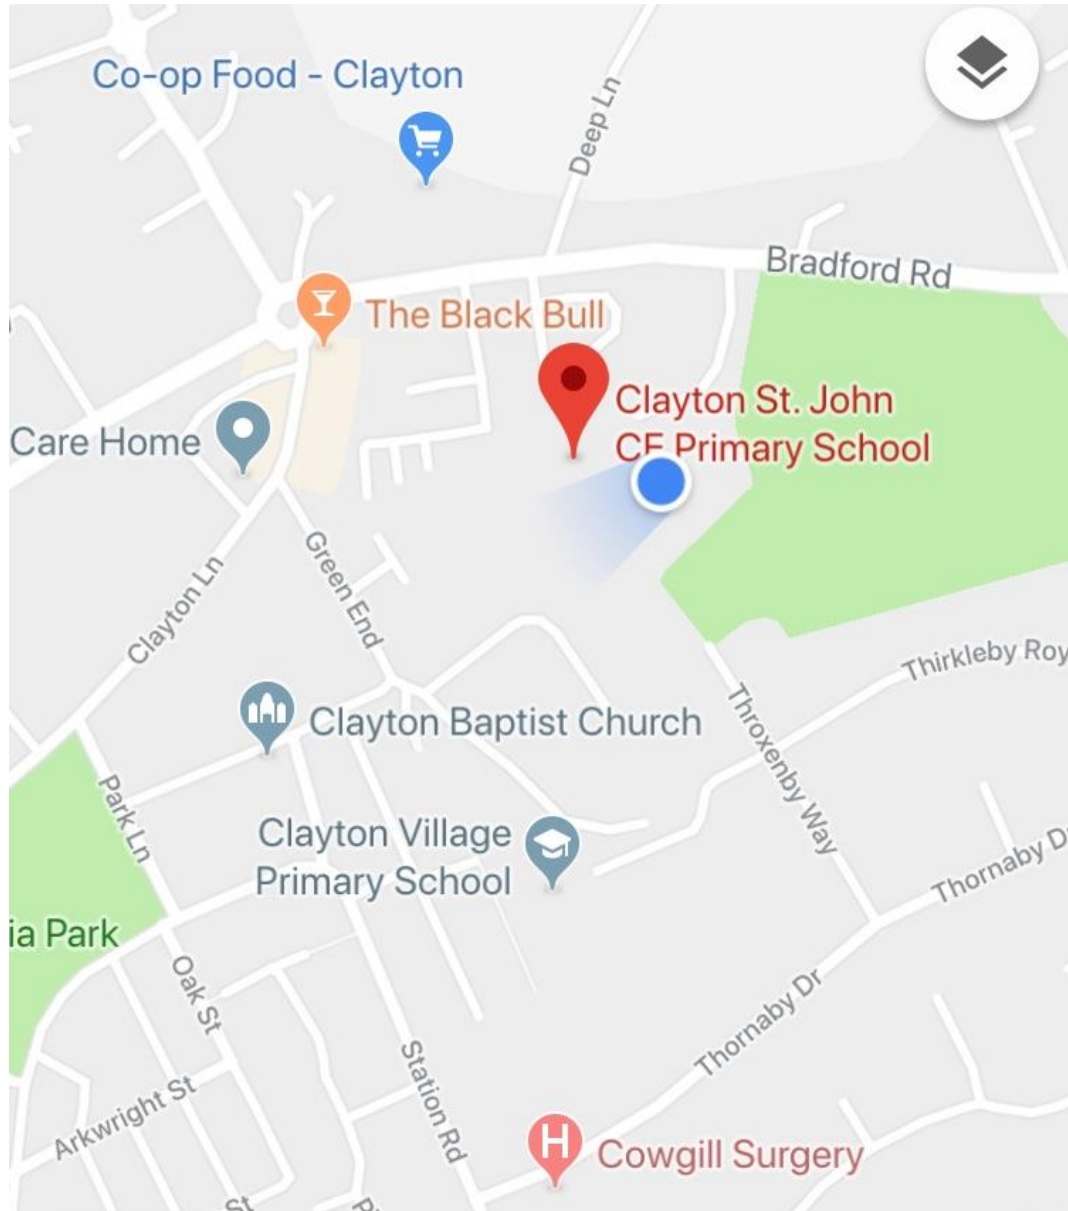 Co-op Food - Clayton
Deep Ln
Bradford Rd
The Black Bull
Clayton St. John
CE Primary School
Care Home
Green End
Clayton Ln
Thirkleby Roy
Clayton Baptist Church
Throxenby Way
Park Ln
Clayton Village
Primary School
Thornaby D
ia Park
Oak St
Thornaby Dr
Station Rd
Arkwright St
H
Cowgill Surgery
St